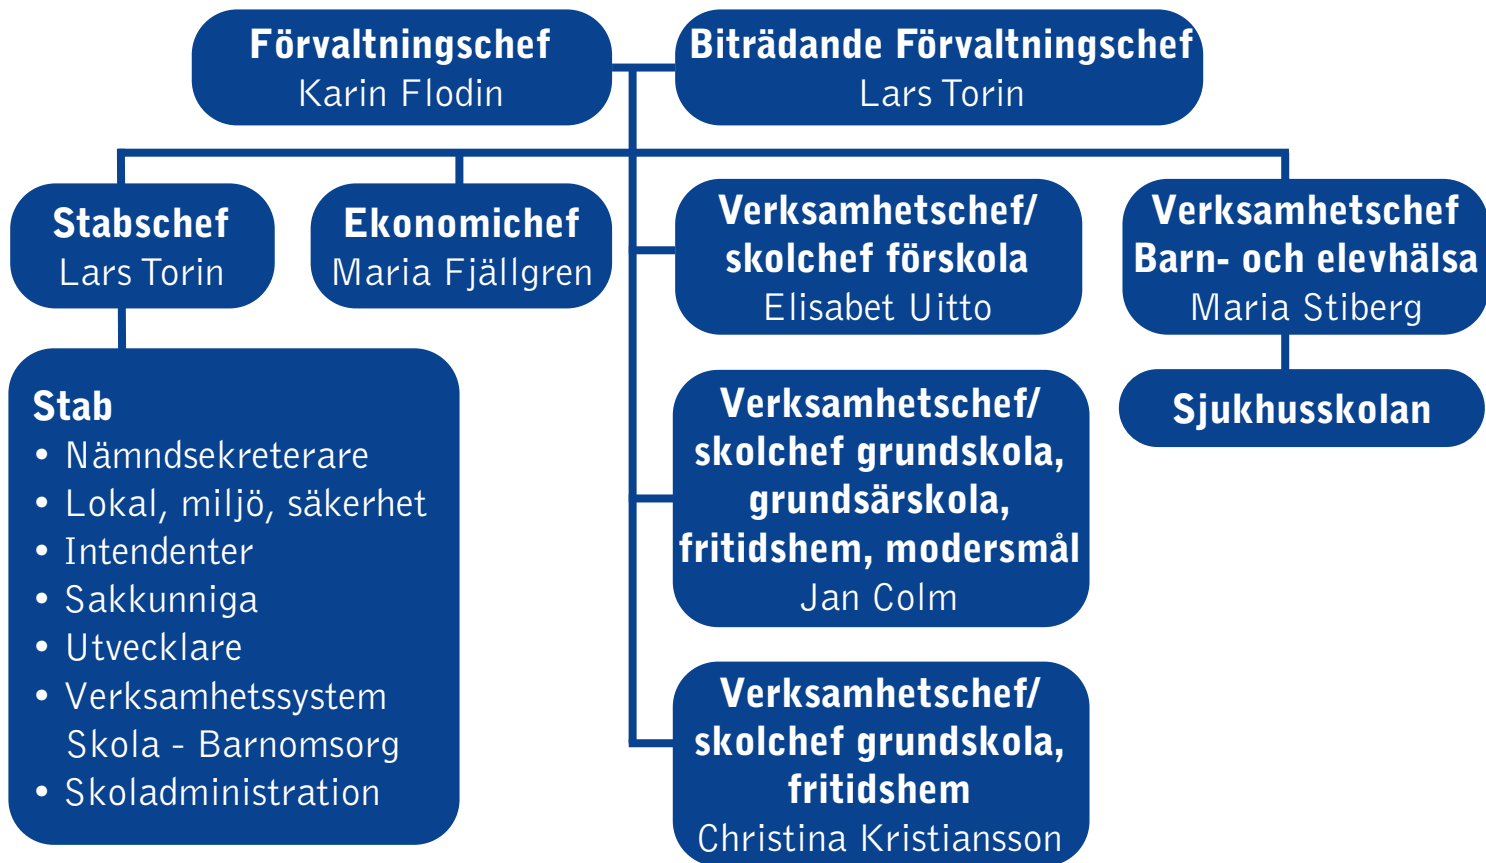 Förvaltningschef
Karin Flodin
Biträdande Förvaltningschef
Lars Torin
Stabschef
Lars Torin
Ekonomichef
Maria Fjällgren
Verksamhetschef/
skolchef förskola
Elisabet Uitto
Verksamhetschef
Barn- och elevhälsa
Maria Stiberg
Stab
• Nämndsekreterare
• Lokal, miljö, säkerhet
• Intendenter
• Sakkunniga
• Utvecklare
• Verksamhetssystem
Skola - Barnomsorg
• Skoladministration
Verksamhetschef/
skolchef grundskola,
grundsärskola,
fritidshem, modersmål
Jan Colm
Sjukhusskolan
Verksamhetschef/
skolchef grundskola,
fritidshem
Christina Kristiansson